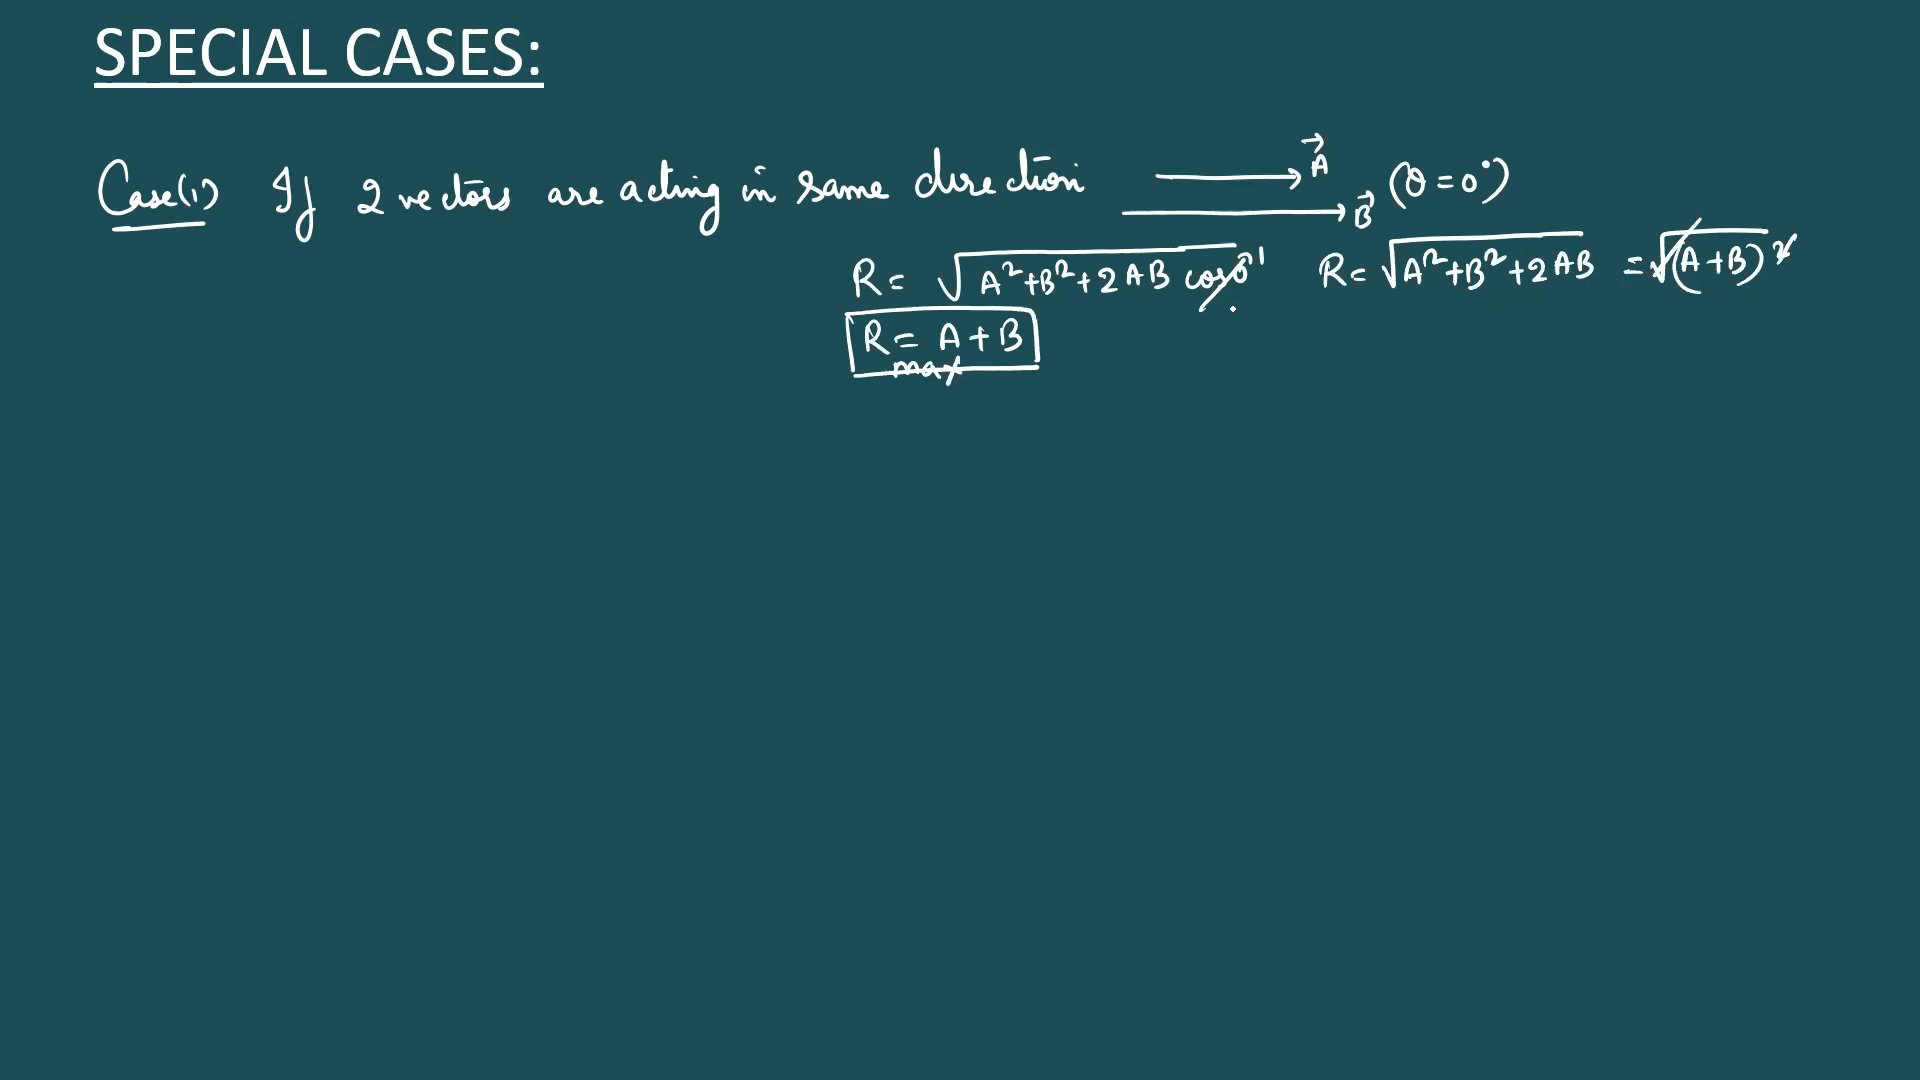 SPECIAL CASES:
Case(1) If 2 vectors are acting in same direction A⃗ (θ = 0°)
B⃗
R = √(A²+B²+2AB cos0°) 1 R = √(A²+B²+2AB) = √(A+B)²
R = A + B
max